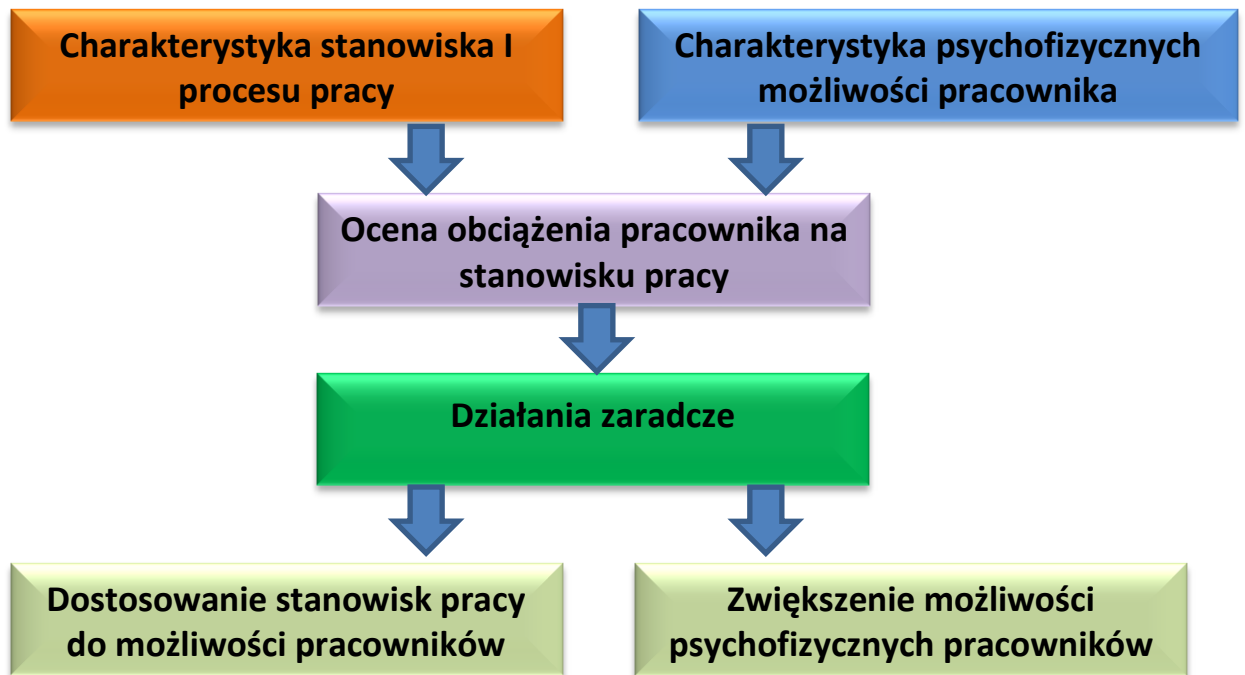 Charakterystyka stanowiska I
procesu pracy
Charakterystyka psychofizycznych
możliwości pracownika
Ocena obciążenia pracownika na
stanowisku pracy
Działania zaradcze
Dostosowanie stanowisk pracy
do możliwości pracowników
Zwiększenie możliwości
psychofizycznych pracowników